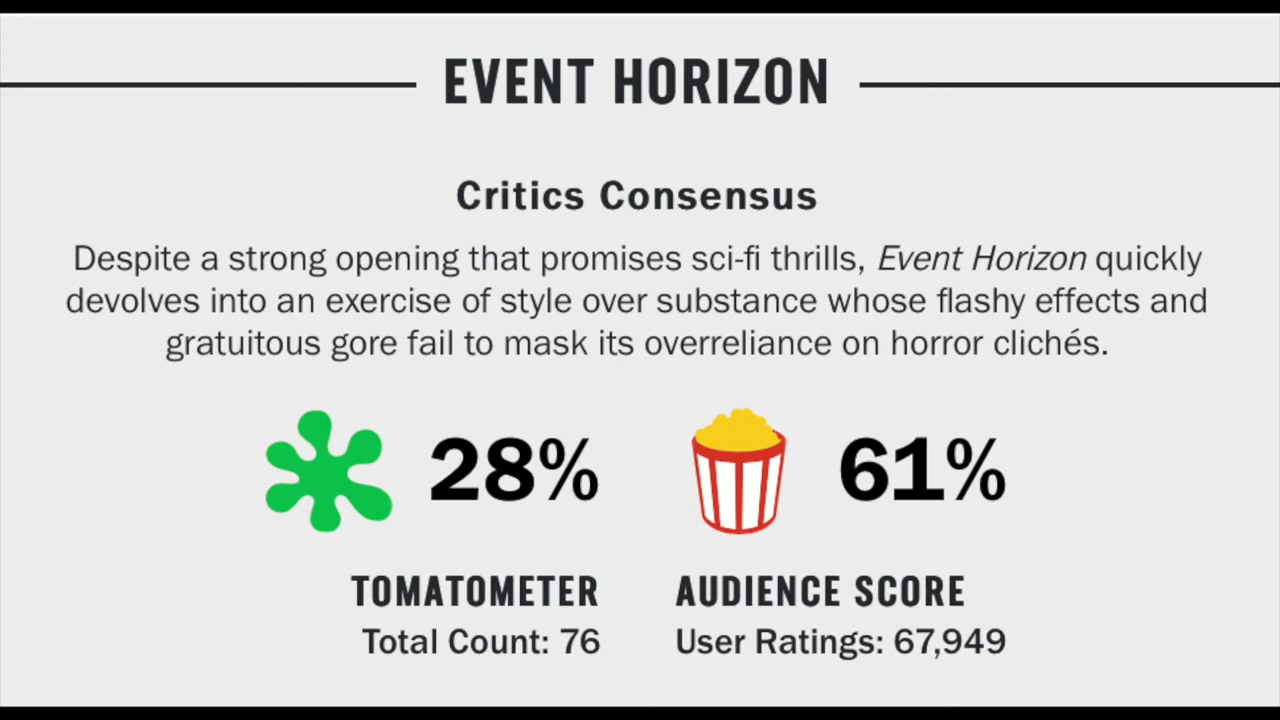 EVENT HORIZON
Critics Consensus
Despite a strong opening that promises sci-fi thrills, Event Horizon quickly
devolves into an exercise of style over substance whose flashy effects and
gratuitous gore fail to mask its overreliance on horror clichés.
28% 61%
TOMATOMETER AUDIENCE SCORE
Total Count: 76 User Ratings: 67,949